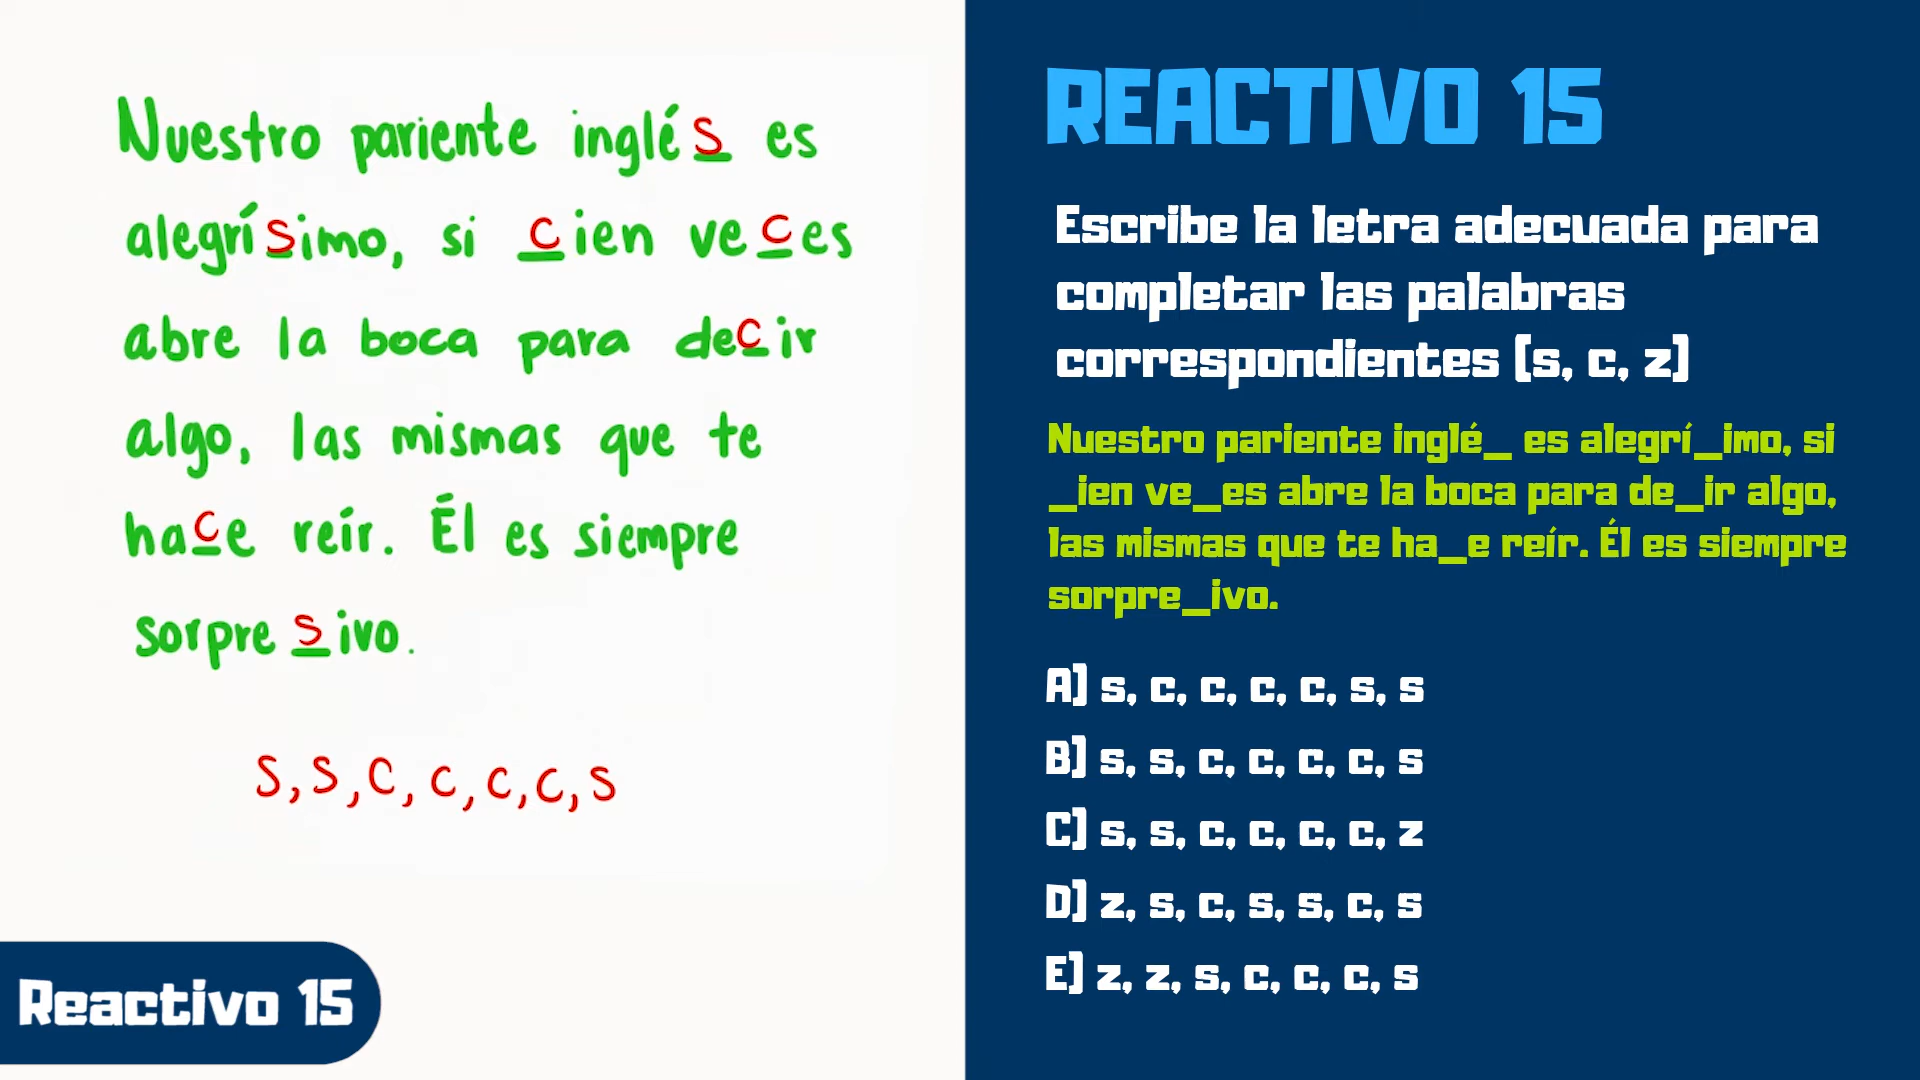 Nuestro pariente inglés es
alegrísimo, si cien veces
abre la boca para decir
algo, las mismas que te
hace reír. Él es siempre
sorpre sivo.
s, s, c, c, c, c, s
Reactivo 15
REACTIVO 15
Escribe la letra adecuada para
completar las palabras
correspondientes (s, c, z)
Nuestro pariente inglé_ es alegrí_imo, si
_ien ve_es abre la boca para de_ir algo,
las mismas que te ha_e reír. Él es siempre
sorpre_ivo.
A) s, c, c, c, c, s, s
B) s, s, c, c, c, c, s
C) s, s, c, c, c, c, z
D) z, s, c, s, s, c, s
E) z, z, s, c, c, c, s